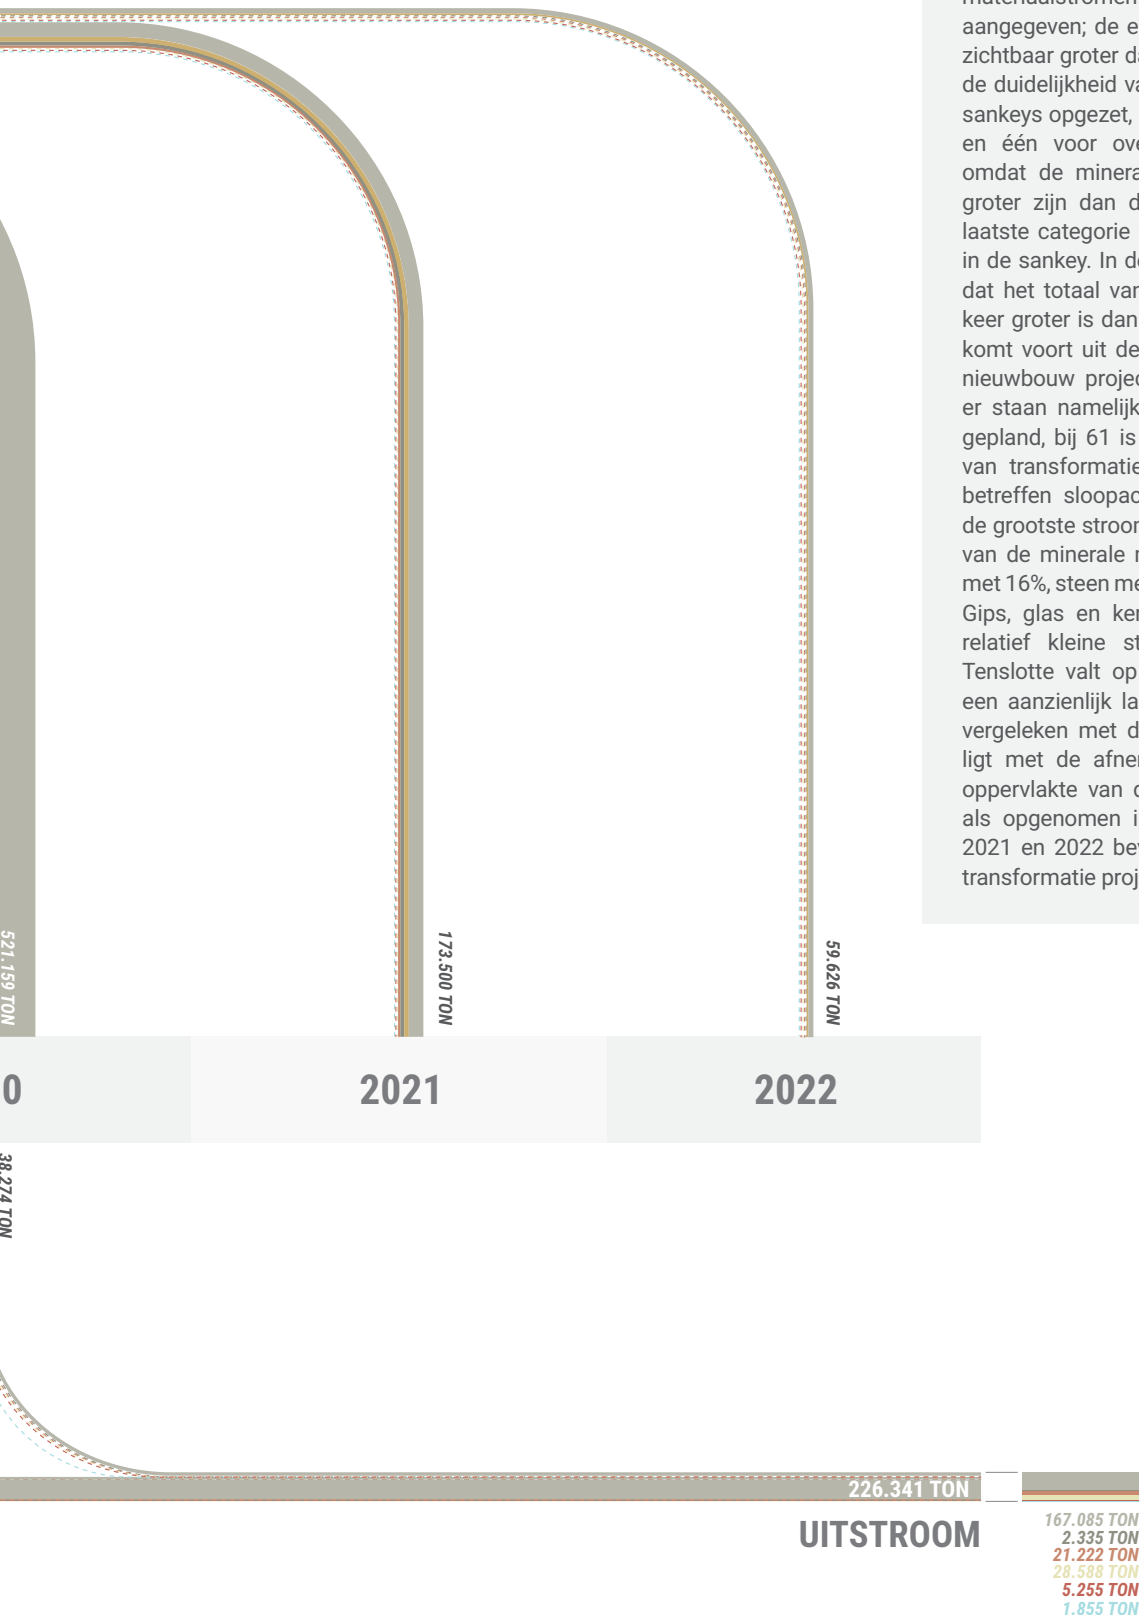 aangegeven; de e
zichtbaar groter da
de duidelijkheid va
sankeys opgezet,
en één voor ove
omdat de minera
groter zijn dan d
laatste categorie
in de sankey. In de
dat het totaal van
keer groter is dan
komt voort uit de
nieuwbouw projec
er staan namelijk
gepland, bij 61 is
van transformatie
betreffen sloopac
de grootste stroom
van de minerale
met 16%, steen me
Gips, glas en ker
relatief kleine st
Tenslotte valt op
een aanzienlijk la
vergeleken met d
ligt met de afne
oppervlakte van
als opgenomen i
2021 en 2022 be
transformatie proj
521.159 TON
173.500 TON
59.626 TON
0
2021
2022
38.274 TON
226.341 TON
UITSTROOM
167.085 TON
2.335 TON
21.222 TON
28.588 TON
5.255 TON
1.855 TON